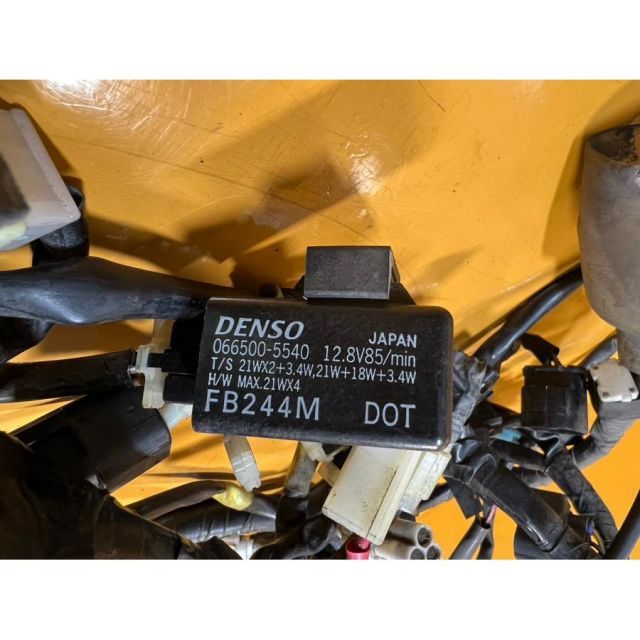 DENSO JAPAN
066500-5540 12.8V85/min
T/S 21WX2+3.4W,21W+18W+3.4W
H/W MAX.21WX4
FB244M DOT